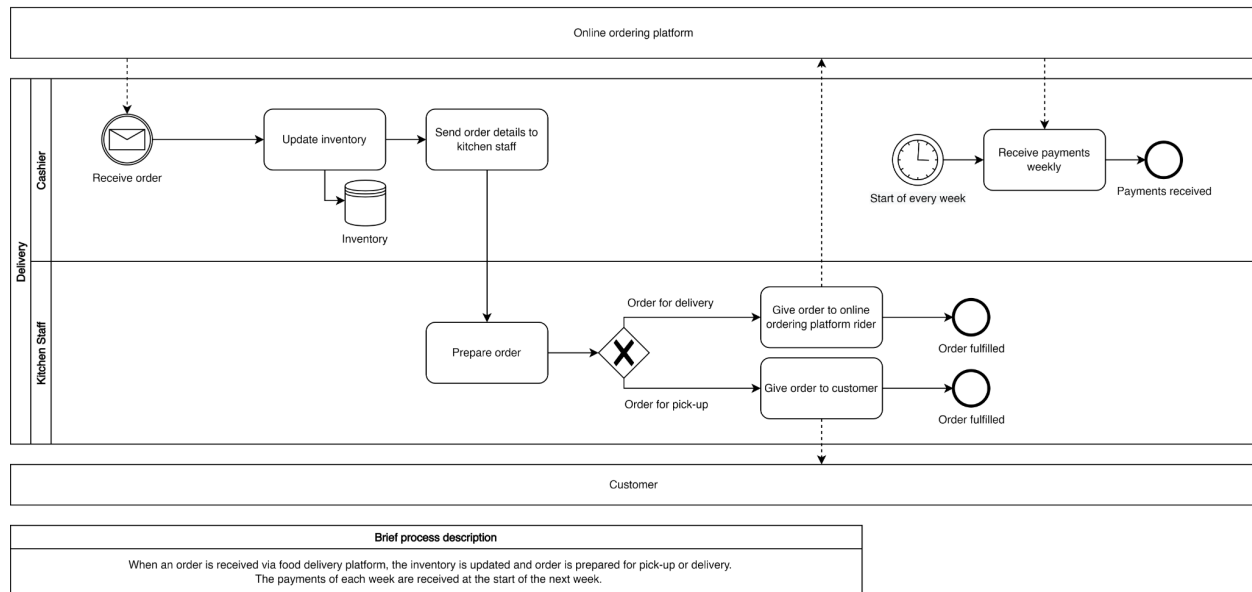 Online ordering platform
Delivery
Cashier
Receive order
Update inventory
Inventory
Send order details to
kitchen staff
Start of every week
Receive payments
weekly
Payments received
Kitchen Staff
Prepare order
Order for delivery
Order for pick-up
Give order to online
ordering platform rider
Order fulfilled
Give order to customer
Order fulfilled
Customer
Brief process description
When an order is received via food delivery platform, the inventory is updated and order is prepared for pick-up or delivery.
The payments of each week are received at the start of the next week.